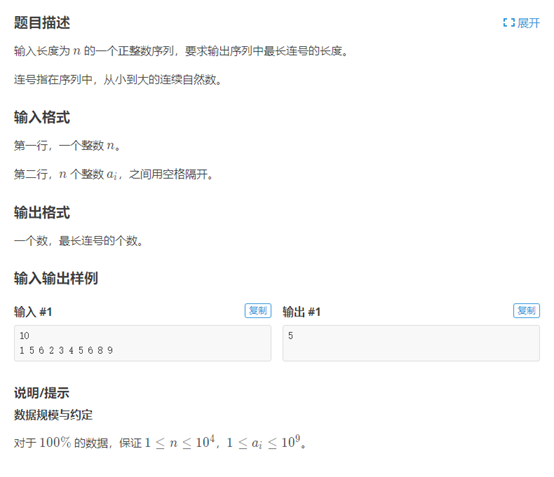 题目描述
展开
输入长度为 n 的一个正整数序列，要求输出序列中最长连号的长度。
连号指在序列中，从小到大的连续自然数。
输入格式
第一行，一个整数 n。
第二行，n 个整数 a_i，之间用空格隔开。
输出格式
一个数，最长连号的个数。
输入输出样例
输入 #1
复制
10
1 5 6 2 3 4 5 6 8 9
输出 #1
复制
5
说明/提示
数据规模与约定
对于 100% 的数据，保证 1 ≤ n ≤ 10^4，1 ≤ a_i ≤ 10^9。